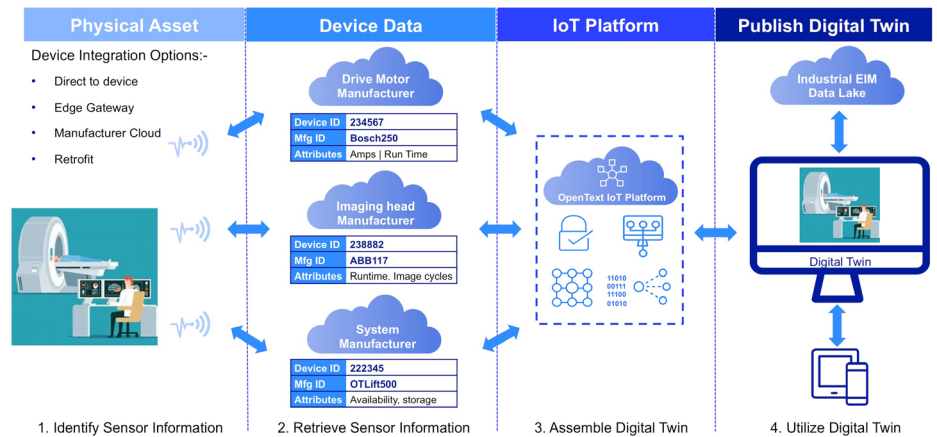 Physical Asset
Device Data
IoT Platform
Publish Digital Twin
Device Integration Options:-
• Direct to device
• Edge Gateway
• Manufacturer Cloud
• Retrofit
Drive Motor
Manufacturer
Device ID 234567
Mfg ID Bosch250
Attributes Amps | Run Time
Imaging head
Manufacturer
Device ID 238882
Mfg ID ABB117
Attributes Runtime. Image cycles
System
Manufacturer
Device ID 222345
Mfg ID OTLift500
Attributes Availability, storage
OpenText IoT Platform
11010
00111
11100
01010
Industrial EIM
Data Lake
Digital Twin
1. Identify Sensor Information
2. Retrieve Sensor Information
3. Assemble Digital Twin
4. Utilize Digital Twin